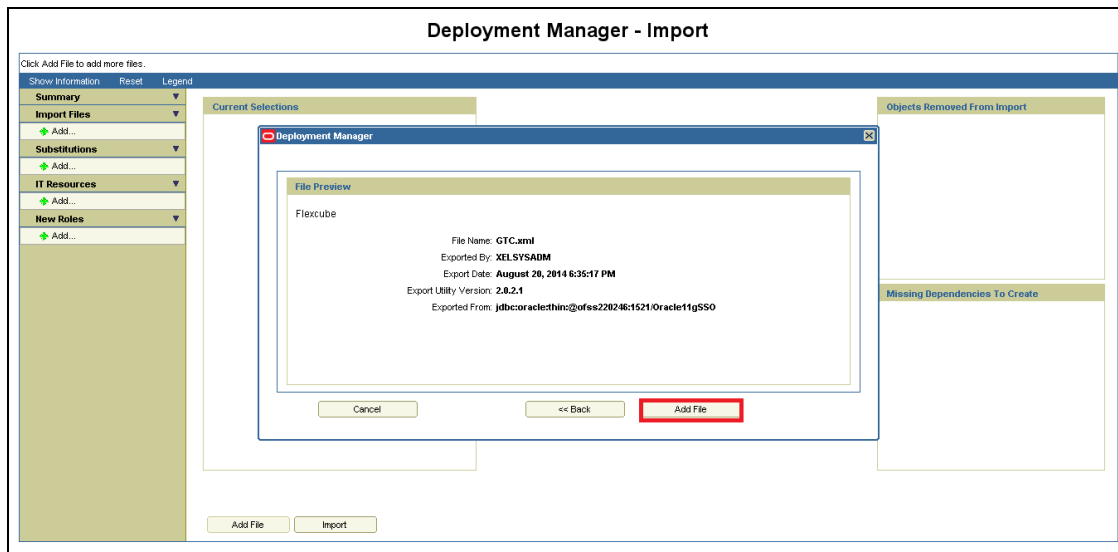 Deployment Manager - Import
Click Add File to add more files.
Show Information Reset Legend
Summary
Import Files
Add...
Substitutions
Add...
IT Resources
Add...
New Roles
Add...
Current Selections
Objects Removed From Import
Deployment Manager
File Preview
Flexcube
File Name: GTC.xml
Exported By: XELSYSADM
Export Date: August 20, 2014 6:35:17 PM
Export Utility Version: 2.0.2.1
Exported From: jdbc:oracle:thin:@ofss220246:1521/Oracle11gSSO
Cancel << Back Add File
Missing Dependencies To Create
Add File Import